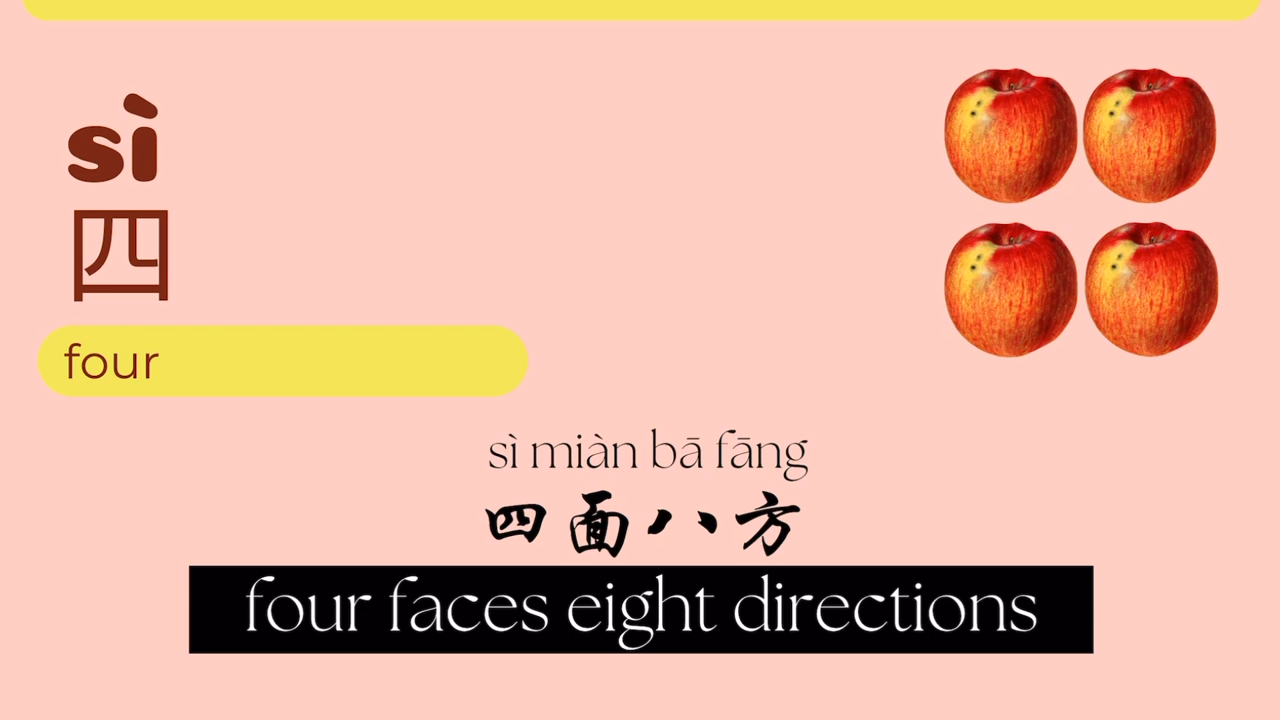 sì
四
four
sì miàn bā fāng
四面八方
four faces eight directions